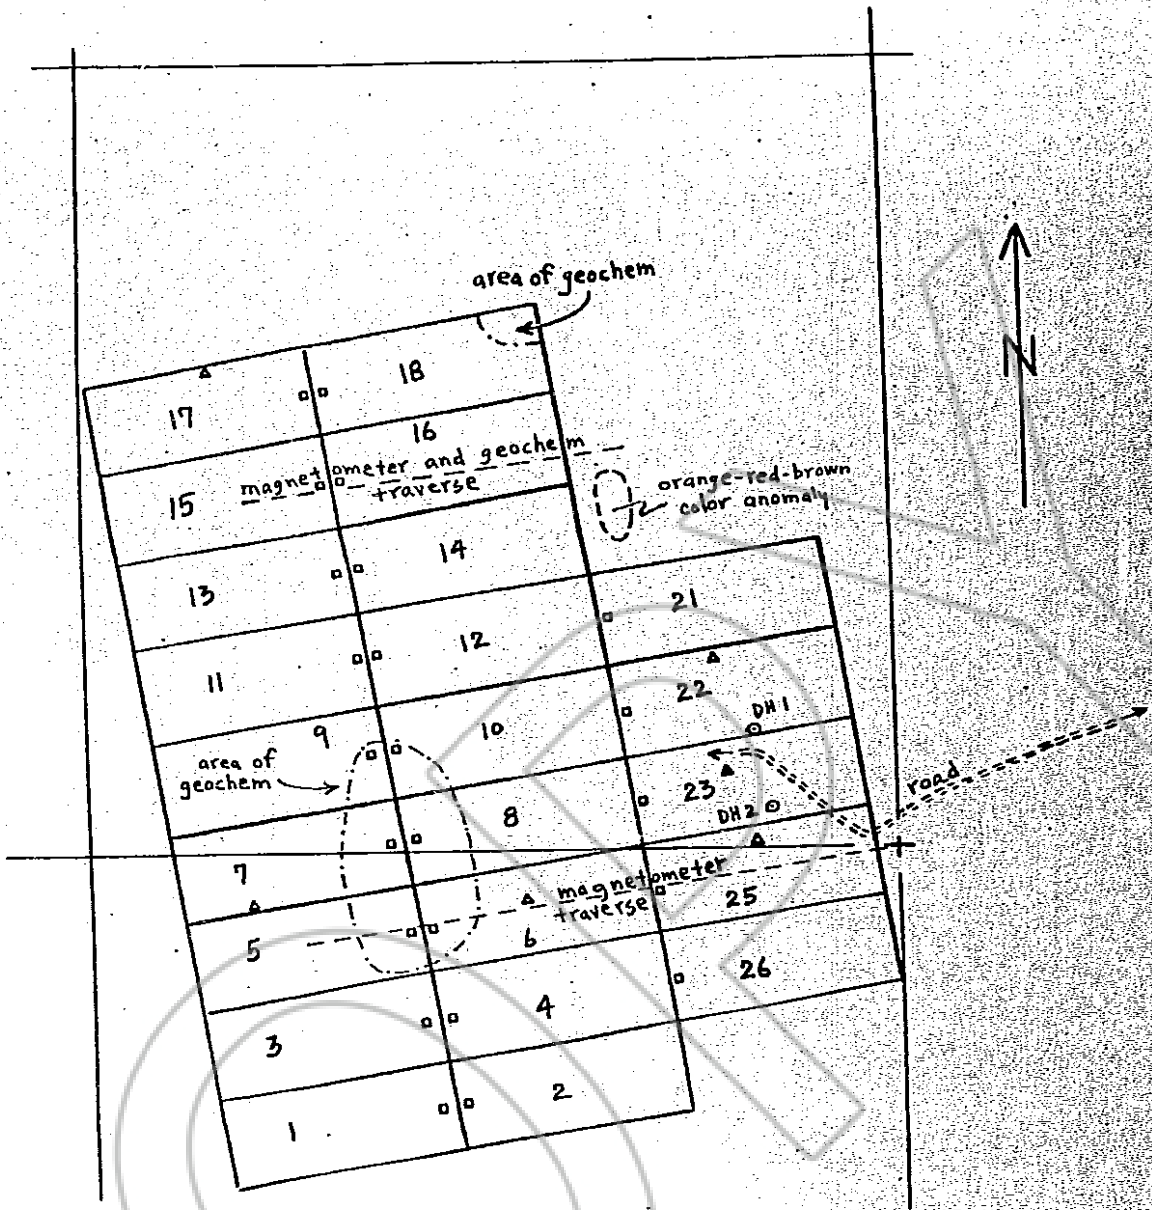 area of geochem
N
18
17
16
magnetometer and geochem
traverse
15
orange-red-brown
color anomaly
14
13
21
12
11
22
DH 1
9
10
area of
geochem
road
23
DH 2
8
7
magnetometer
traverse
25
5
6
26
4
3
2
1